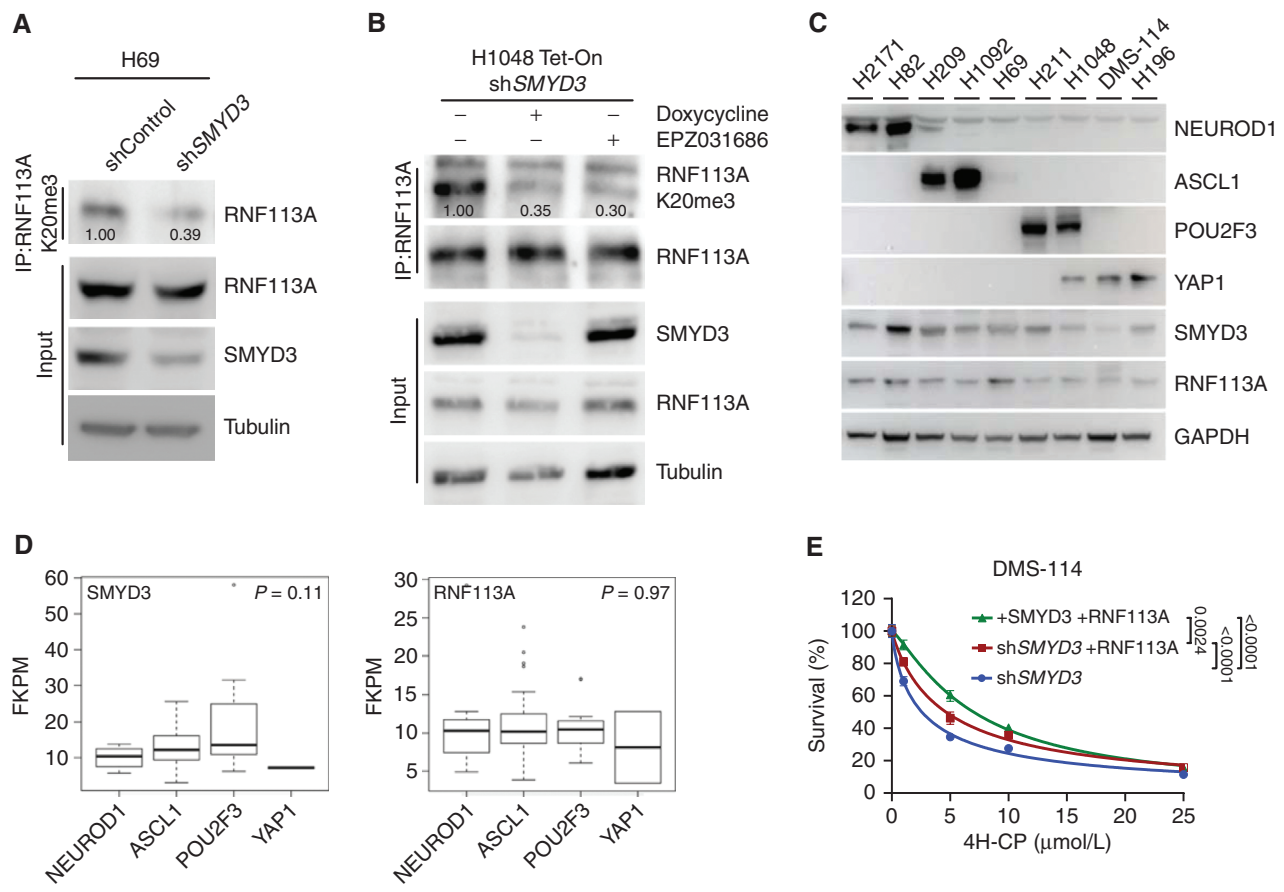 A
H69
shControl
shSMYD3
IP:RNF113A
K20me3
RNF113A
1.00 0.39
Input
RNF113A
SMYD3
Tubulin
B
H1048 Tet-On
shSMYD3
− + − Doxycycline
− − + EPZ031686
IP:RNF113A
RNF113A
K20me3
1.00 0.35 0.30
RNF113A
Input
SMYD3
RNF113A
Tubulin
C
H2171 H82 H209 H1092 H69 H211 H1048 DMS-114 H196
NEUROD1
ASCL1
POU2F3
YAP1
SMYD3
RNF113A
GAPDH
D
FKPM
60
50
40
30
20
10
SMYD3 P = 0.11
NEUROD1 ASCL1 POU2F3 YAP1
FKPM
30
25
20
15
10
5
RNF113A P = 0.97
NEUROD1 ASCL1 POU2F3 YAP1
E
DMS-114
Survival (%)
120
100
80
60
40
20
0
+SMYD3 +RNF113A
shSMYD3 +RNF113A
shSMYD3
0.0024
<0.0001
<0.0001
0 5 10 15 20 25
4H-CP (μmol/L)